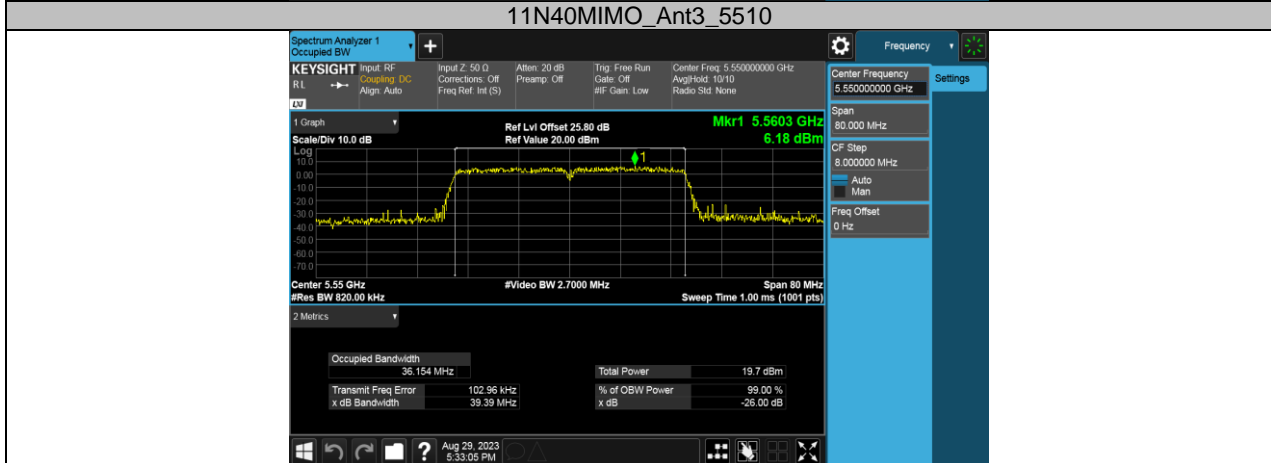 11N40MIMO_Ant3_5510
Spectrum Analyzer 1
Occupied BW
Frequency
KEYSIGHT
RL
LXI
Input: RF
Coupling: DC
Align: Auto
Input Z: 50 Ω
Corrections: Off
Freq Ref: Int (S)
Atten: 20 dB
Preamp: Off
Trig: Free Run
Gate: Off
#IF Gain: Low
Center Freq: 5.550000000 GHz
Avg|Hold: 10/10
Radio Std: None
Center Frequency
5.550000000 GHz
Settings
Span
80.000 MHz
CF Step
8.000000 MHz
Auto
Man
Freq Offset
0 Hz
1 Graph
Scale/Div 10.0 dB
Ref Lvl Offset 25.80 dB
Ref Value 20.00 dBm
Mkr1 5.5603 GHz
6.18 dBm
Log
10.0
0.00
-10.0
-20.0
-30.0
-40.0
-50.0
-60.0
-70.0
1
Center 5.55 GHz
#Video BW 2.7000 MHz
Span 80 MHz
#Res BW 820.00 kHz
Sweep Time 1.00 ms (1001 pts)
2 Metrics
Occupied Bandwidth
36.154 MHz
Total Power 19.7 dBm
Transmit Freq Error 102.96 kHz
% of OBW Power 99.00 %
x dB Bandwidth 39.39 MHz
x dB -26.00 dB
?
Aug 29, 2023
5:33:05 PM